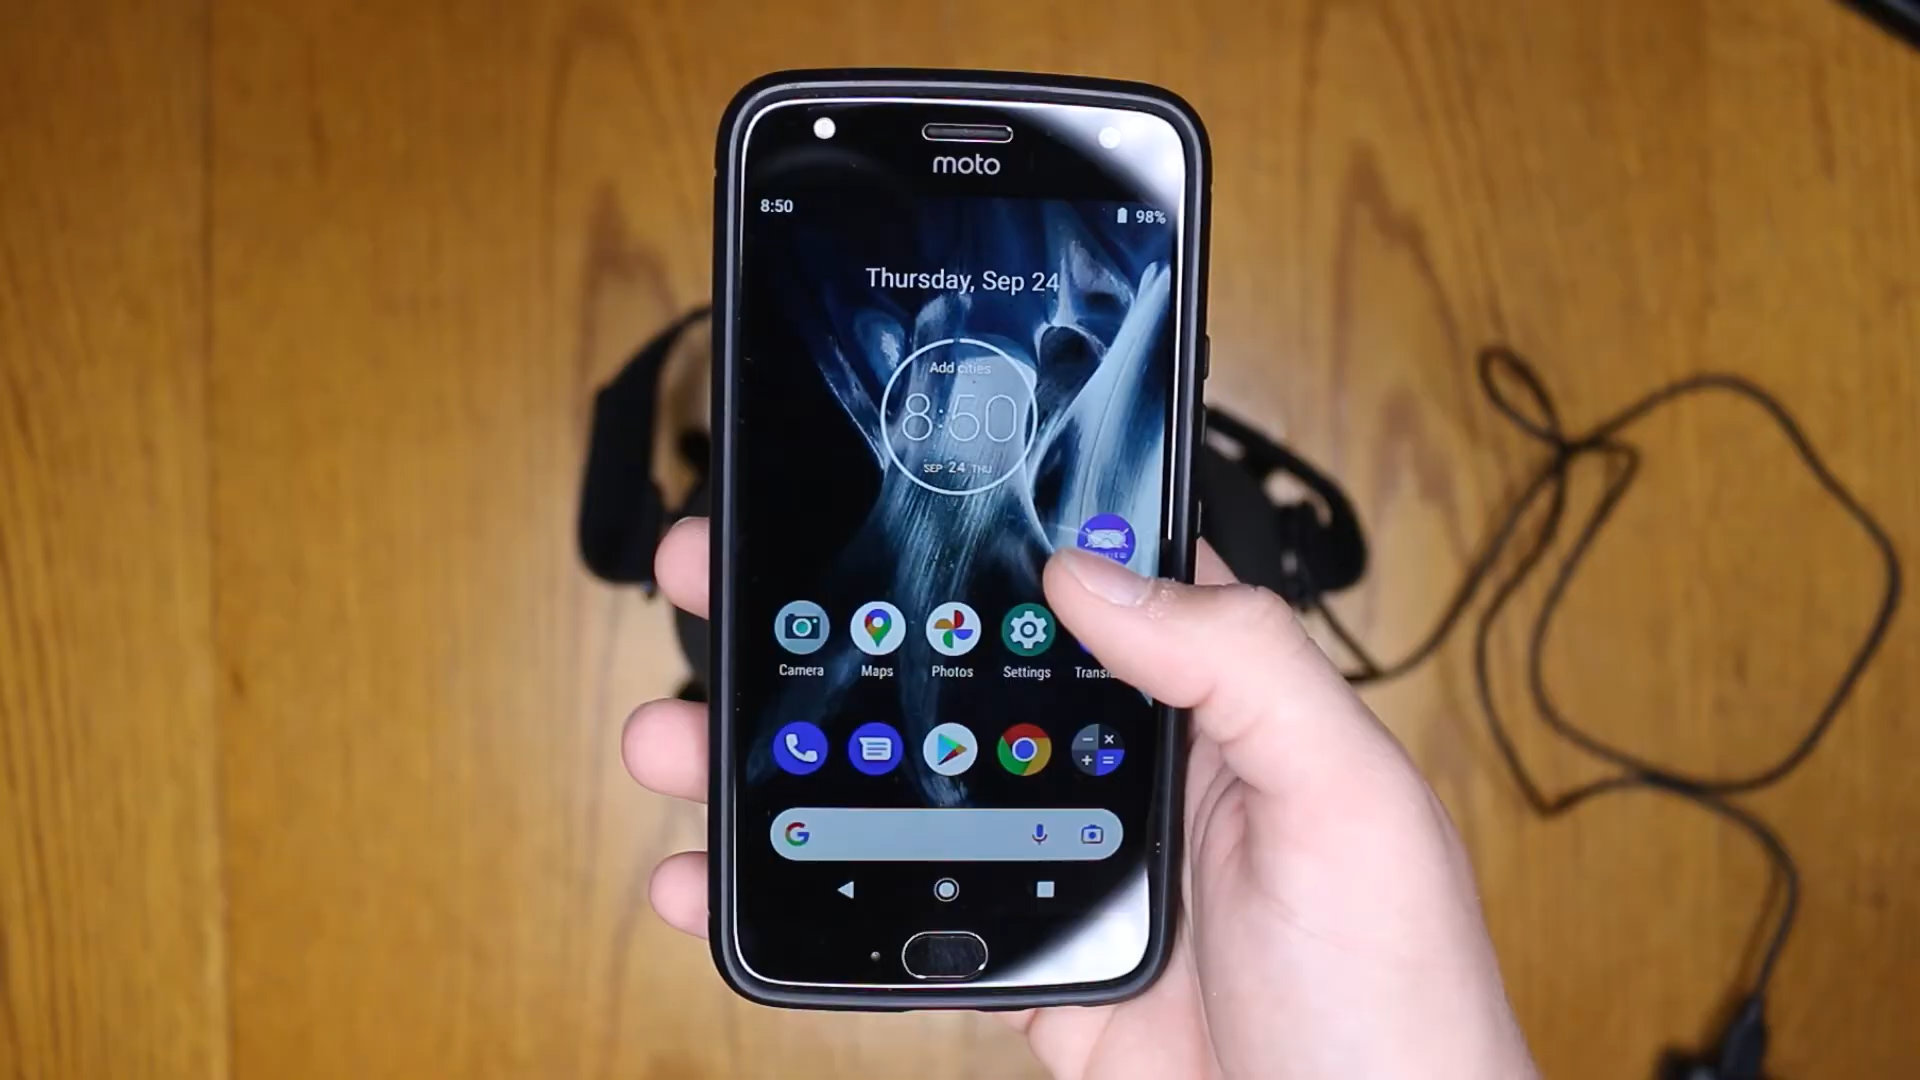 moto
8:50
98%
Thursday, Sep 24
Add cities
8:50
SEP 24 THU
Camera
Maps
Photos
Settings